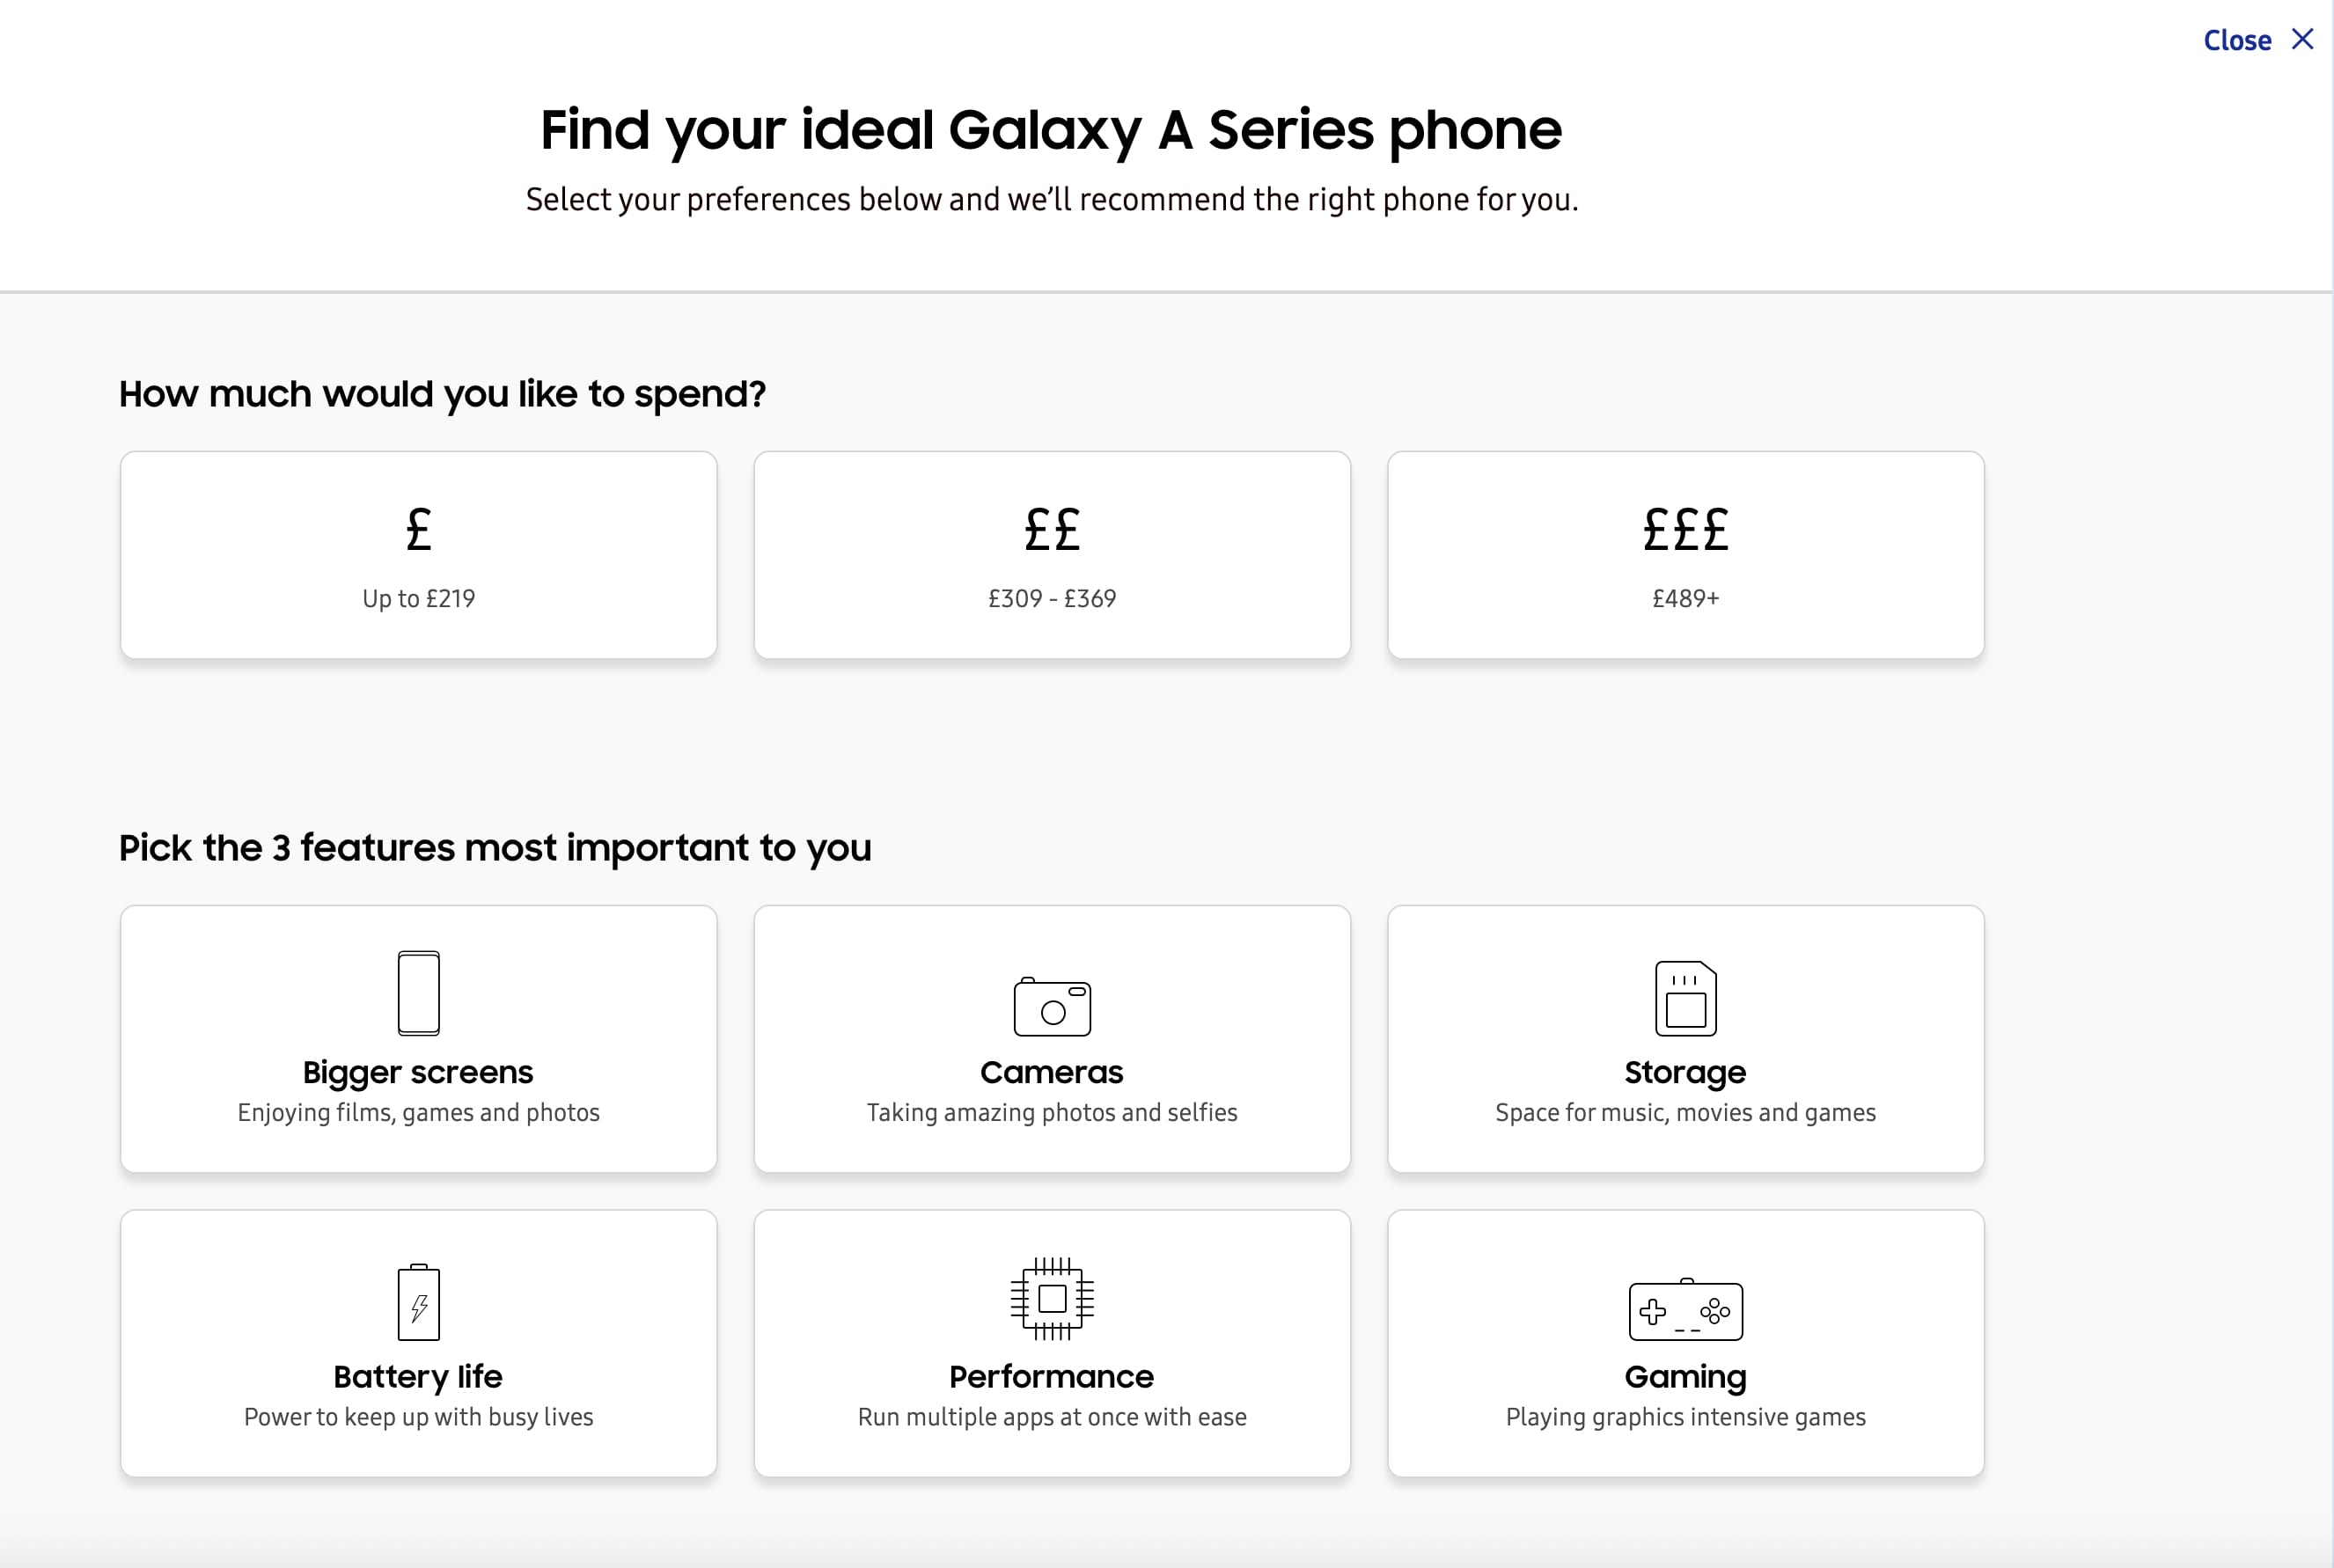 Close
Find your ideal Galaxy A Series phone
Select your preferences below and we’ll recommend the right phone for you.
How much would you like to spend?
£
££
£££
Up to £219
£309 - £369
£489+
Pick the 3 features most important to you
Bigger screens
Enjoying films, games and photos
Cameras
Taking amazing photos and selfies
Storage
Space for music, movies and games
Battery life
Power to keep up with busy lives
Performance
Run multiple apps at once with ease
Gaming
Playing graphics intensive games